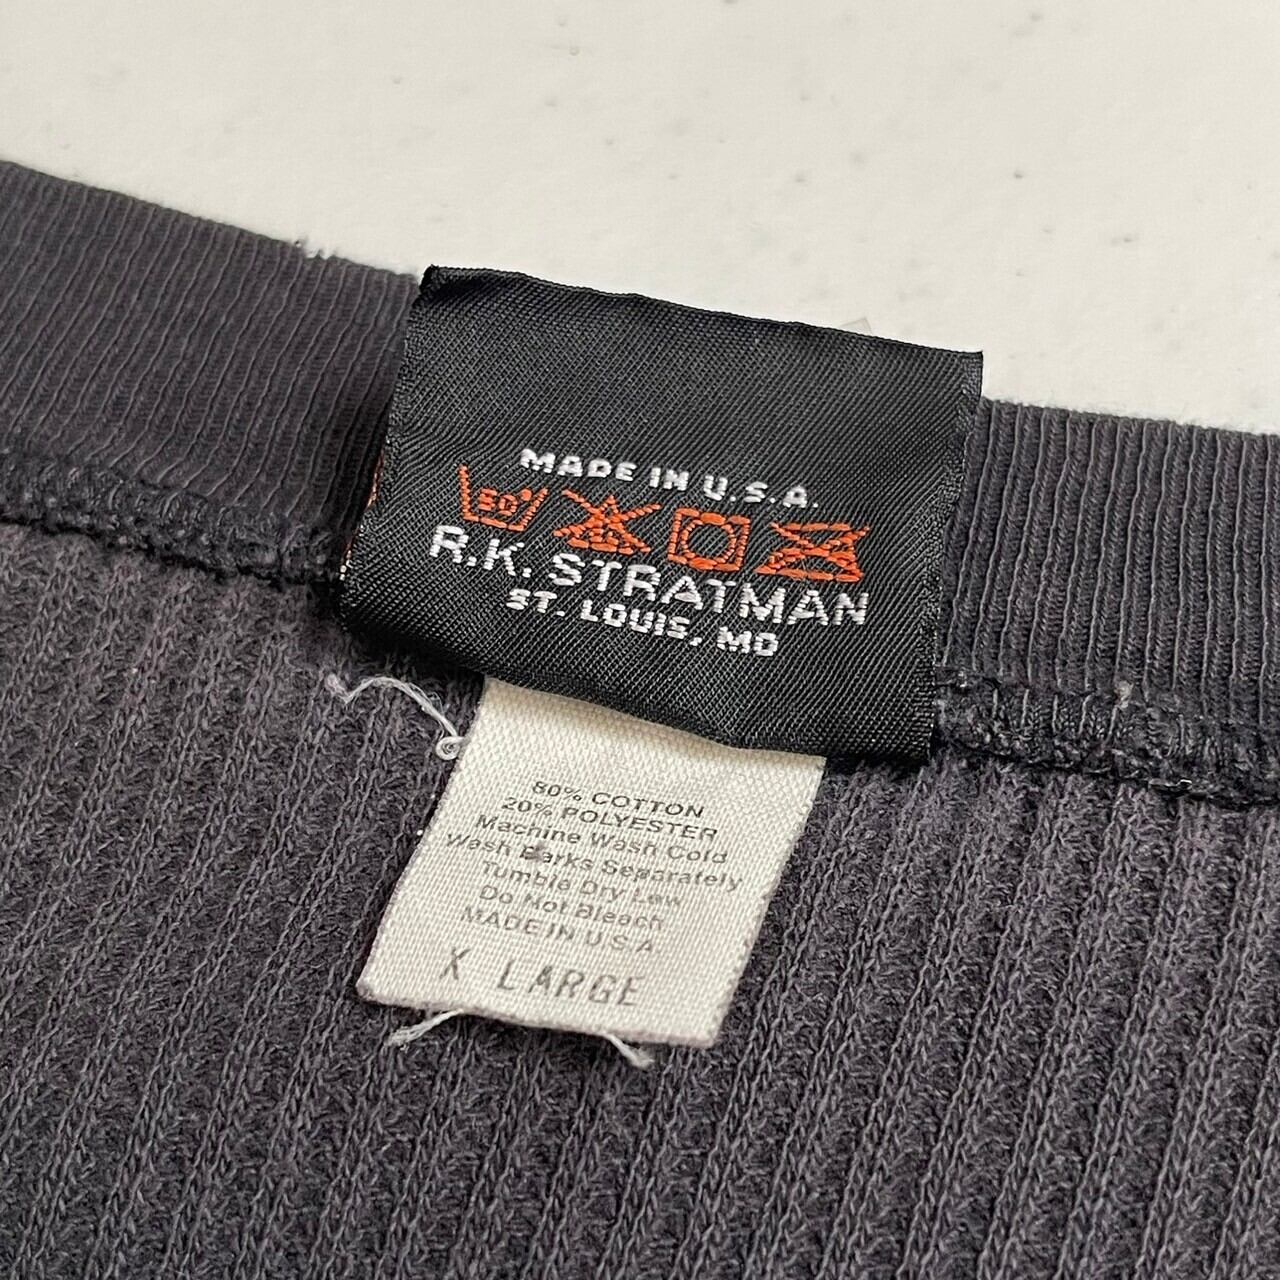 MADE IN U.S.A.
50°
R.K. STRATMAN
ST. LOUIS, MO
80% COTTON
20% POLYESTER
Machine Wash Cold
Wash Darks Separately
Tumble Dry Low
Do Not Bleach
MADE IN U.S.A.
X LARGE